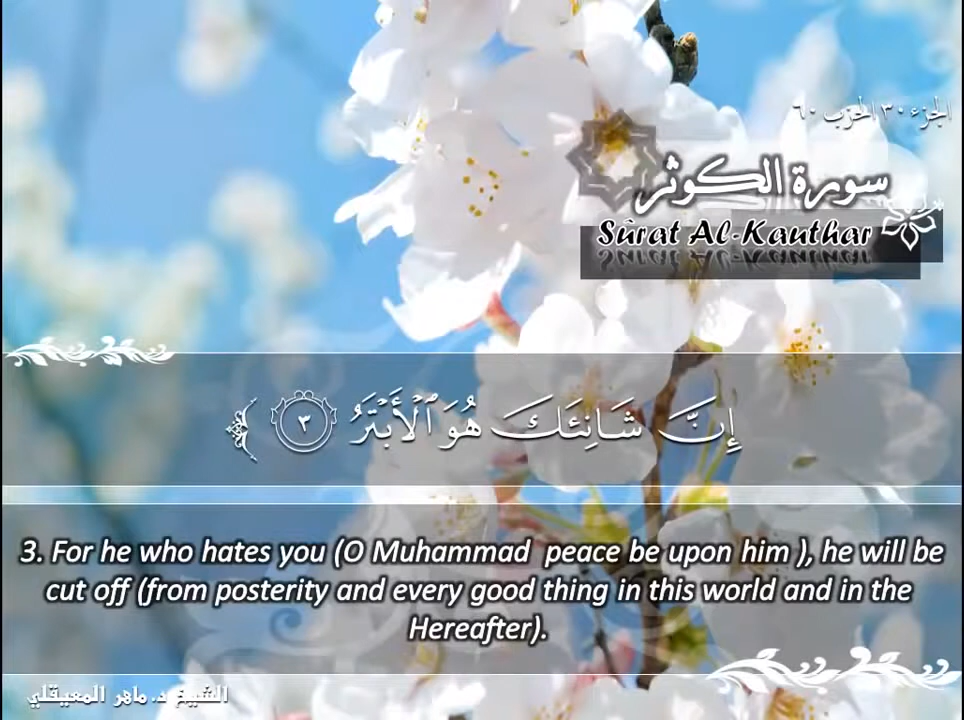 الجزء ٣٠ الحزب ٦٠
سورة الكوثر
Sûrat Al-Kauthar
إِنَّ شَانِئَكَ هُوَ ٱلْأَبْتَرُ ٣
3. For he who hates you (O Muhammad peace be upon him ), he will be
cut off (from posterity and every good thing in this world and in the
Hereafter).
الشيخ د. ماهر المعيقلي